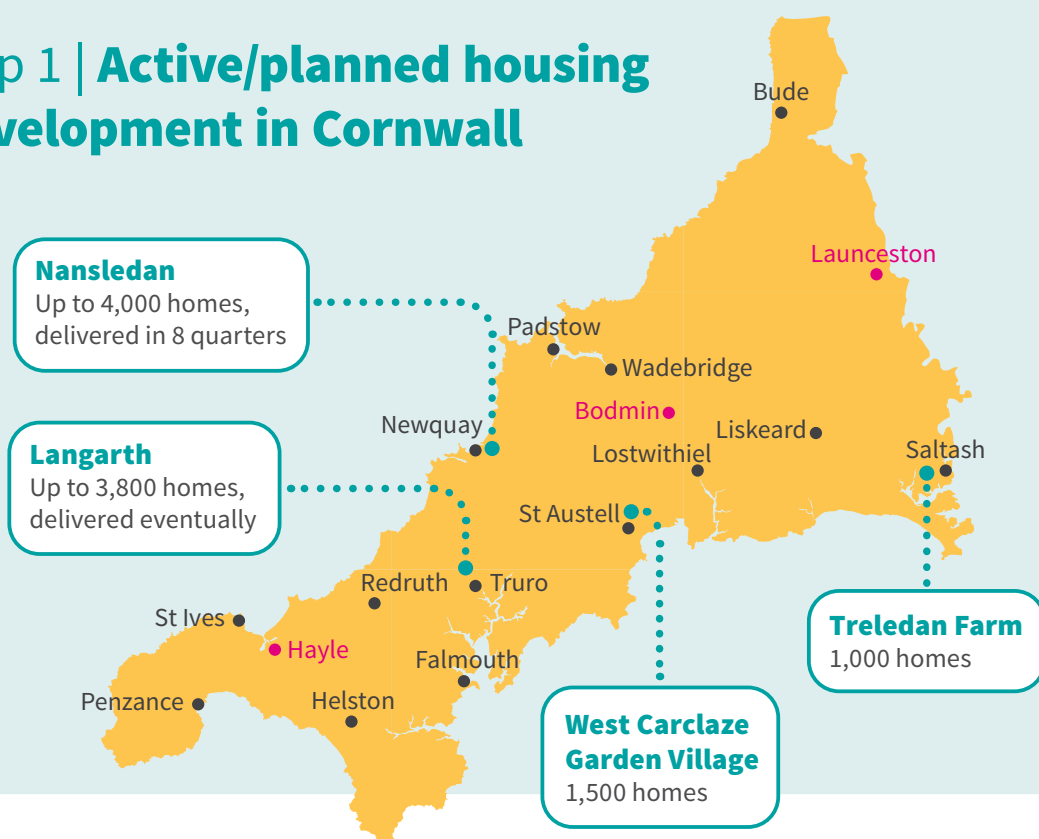 p 1 | Active/planned housing
velopment in Cornwall
Bude
Launceston
Nansledan
Up to 4,000 homes,
delivered in 8 quarters
Padstow
Wadebridge
Bodmin
Newquay
Liskeard
Lostwithiel
Saltash
Langarth
Up to 3,800 homes,
delivered eventually
St Austell
Redruth
Truro
St Ives
Hayle
Falmouth
Penzance
Helston
Treledan Farm
1,000 homes
West Carclaze
Garden Village
1,500 homes